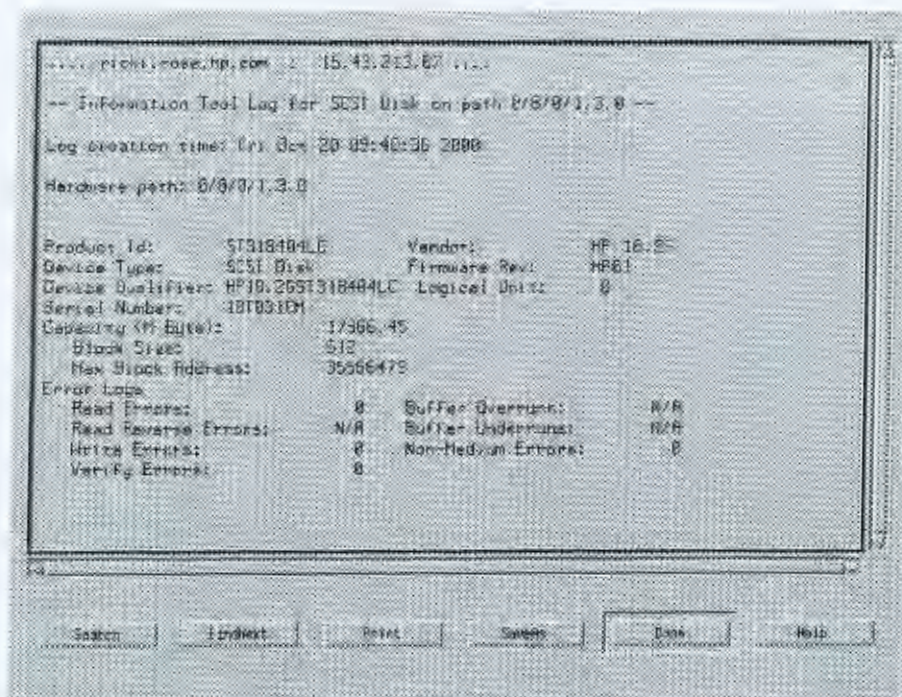 .... ricki.rose.hp.com : 15.43.213.67 ....
-- Information Tool Log for SCSI Disk on path 0/0/0/1.3.0 --
Log creation time: Fri Oct 20 09:40:36 2000
Hardware path: 0/0/0/1.3.0
Product Id: ST318404LC Vendor: HP 18.2G
Device Type: SCSI Disk Firmware Rev: HP01
Device Qualifier: HP18.2GST318404LC Logical Unit: 0
Serial Number:
Capacity (M Byte): 17366.45
Block Size: 512
Max Block Address: 35566479
Error Logs
Read Errors: 0 Buffer Overruns: N/A
Read Reverse Errors: N/A Buffer Underruns: N/A
Write Errors: 0 Non-Medium Errors: 0
Verify Errors: 0
Search FindNext Print SaveAs Done Help